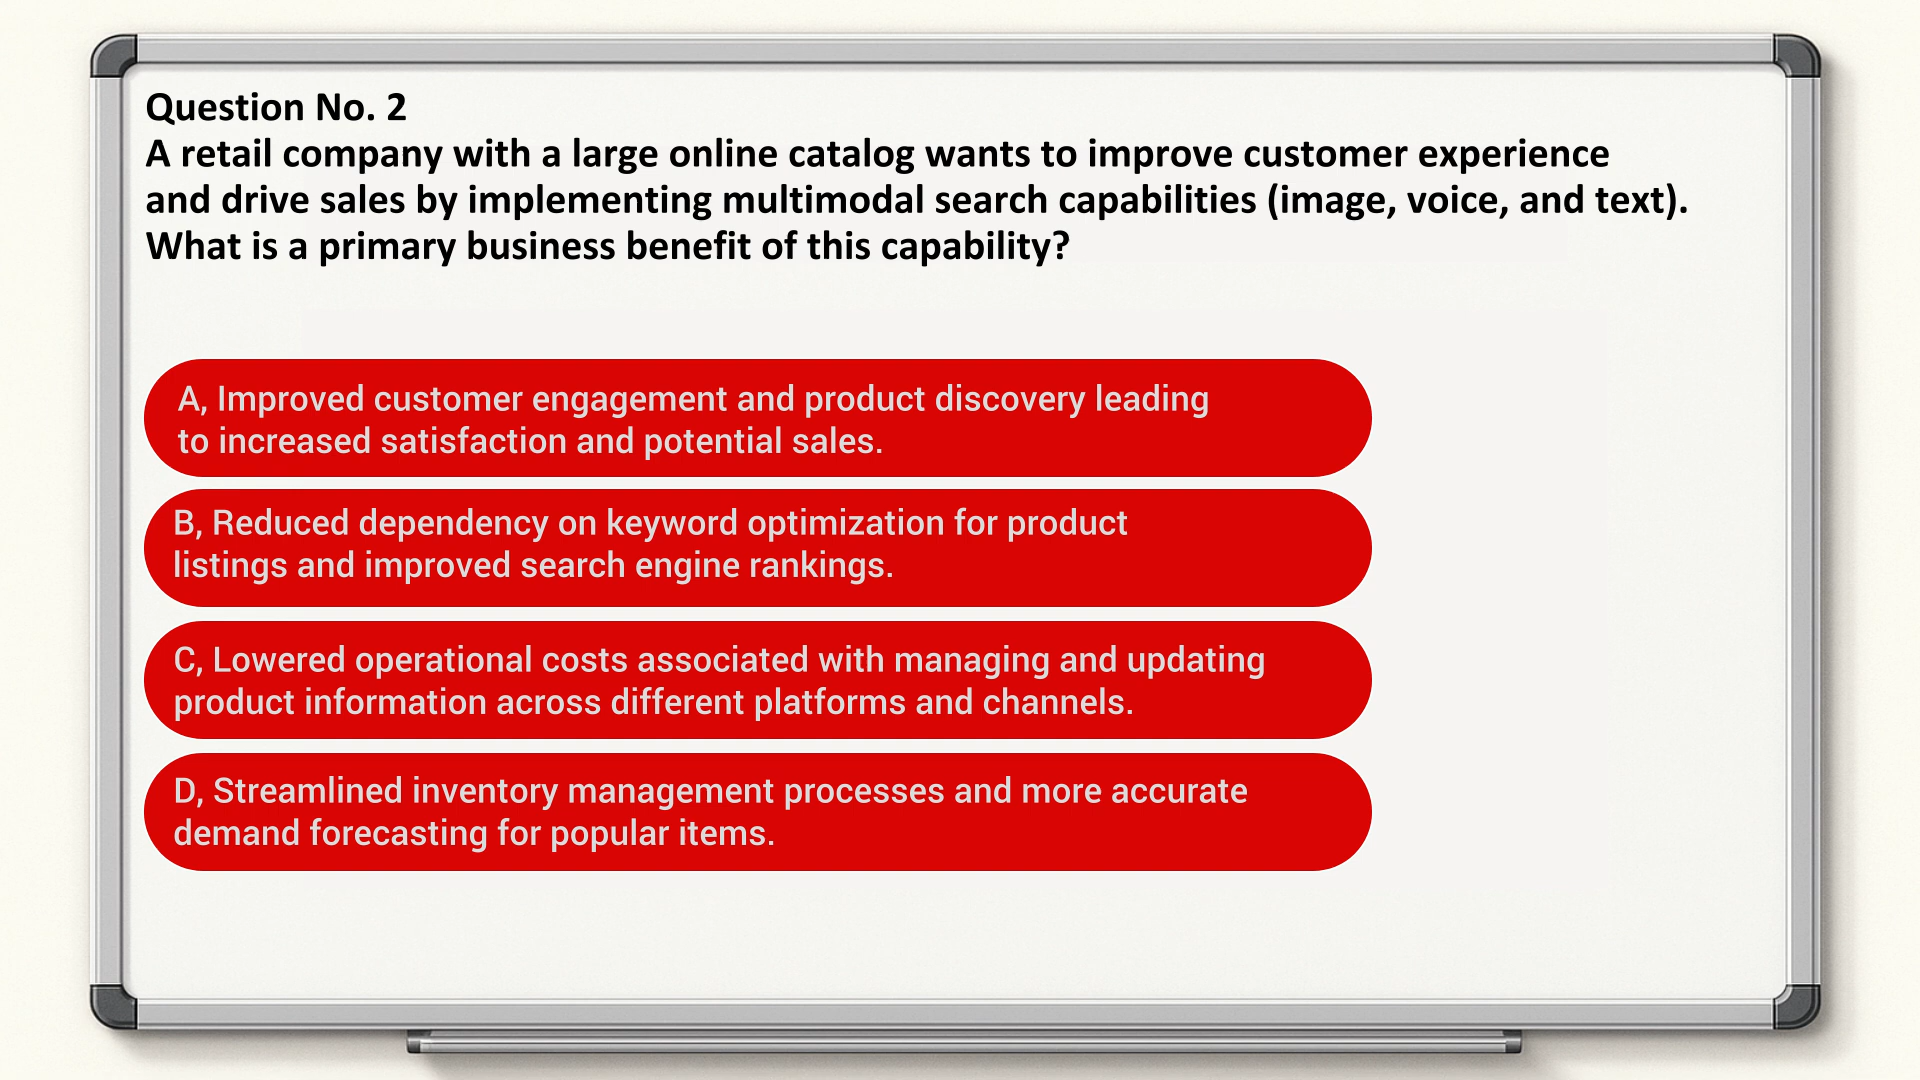 Question No. 2
A retail company with a large online catalog wants to improve customer experience
and drive sales by implementing multimodal search capabilities (image, voice, and text).
What is a primary business benefit of this capability?
A, Improved customer engagement and product discovery leading
to increased satisfaction and potential sales.
B, Reduced dependency on keyword optimization for product
listings and improved search engine rankings.
C, Lowered operational costs associated with managing and updating
product information across different platforms and channels.
D, Streamlined inventory management processes and more accurate
demand forecasting for popular items.